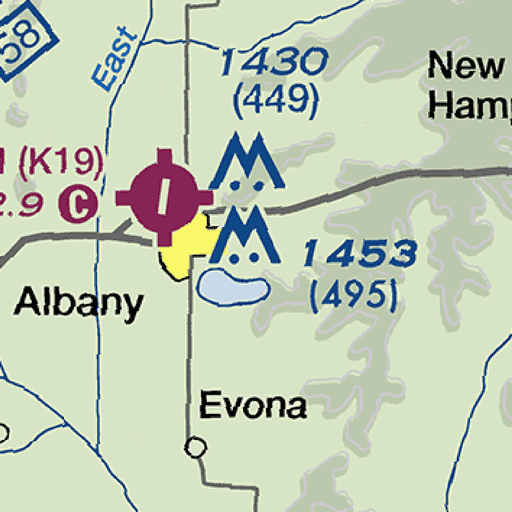 58
East
1430
(449)
New
Hamp
(K19)
2.9 C
1453
(495)
Albany
Evona